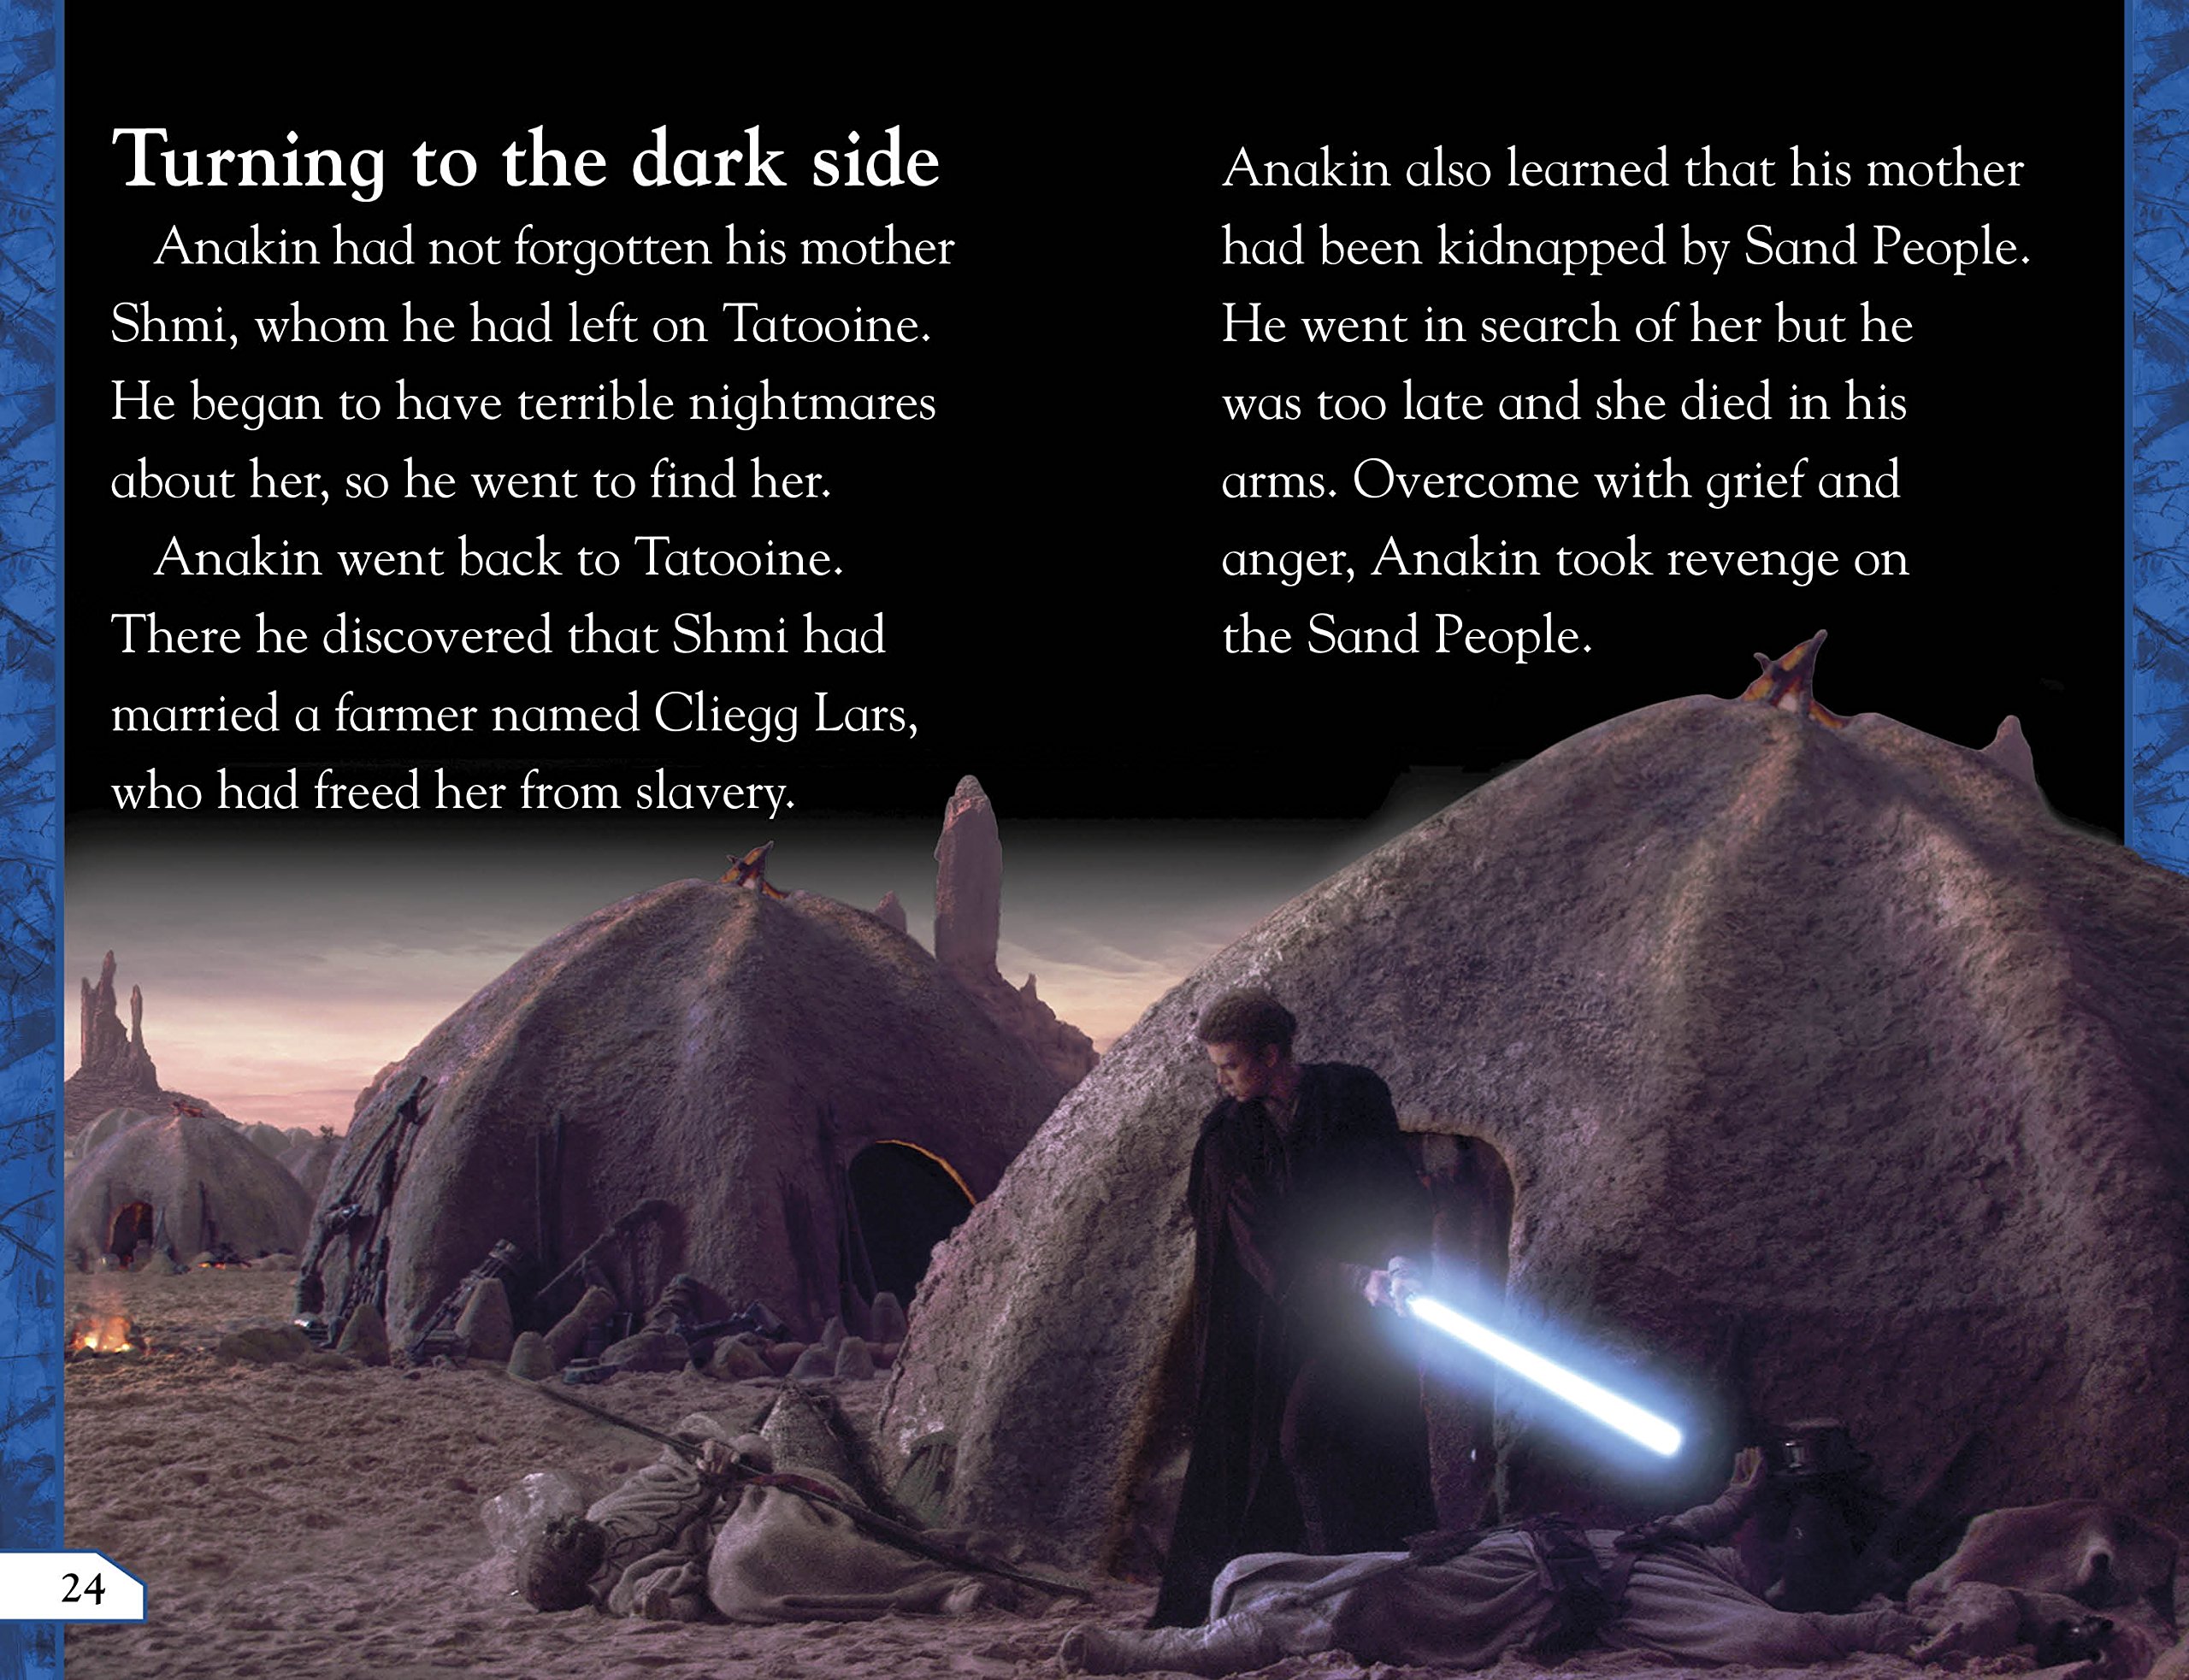 Turning to the dark side
Anakin had not forgotten his mother
Shmi, whom he had left on Tatooine.
He began to have terrible nightmares
about her, so he went to find her.
Anakin went back to Tatooine.
There he discovered that Shmi had
married a farmer named Cliegg Lars,
who had freed her from slavery.
Anakin also learned that his mother
had been kidnapped by Sand People.
He went in search of her but he
was too late and she died in his
arms. Overcome with grief and
anger, Anakin took revenge on
the Sand People.
24